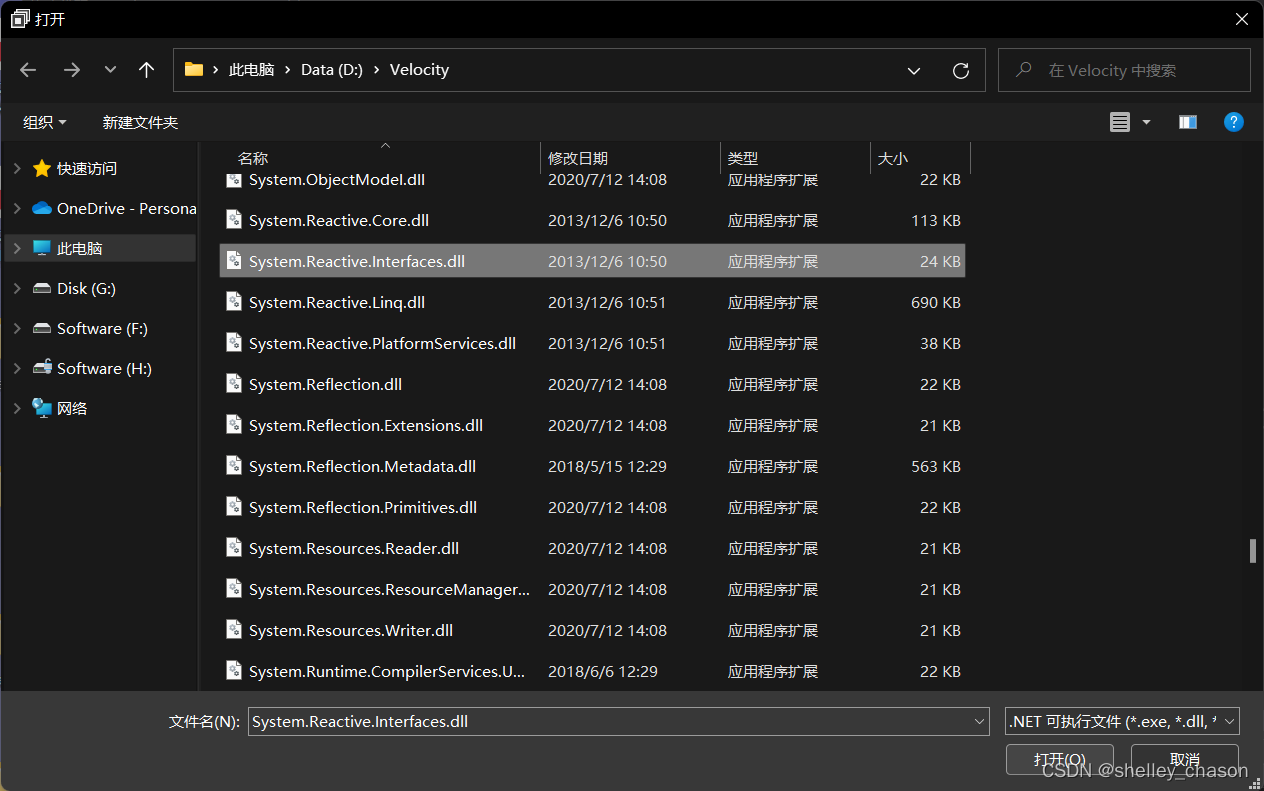 打开
此电脑 > Data (D:) > Velocity
在 Velocity 中搜索
组织 新建文件夹
名称 修改日期 类型 大小
快速访问
OneDrive - Persona
此电脑
Disk (G:)
Software (F:)
Software (H:)
网络
System.ObjectModel.dll 2020/7/12 14:08 应用程序扩展 22 KB
System.Reactive.Core.dll 2013/12/6 10:50 应用程序扩展 113 KB
System.Reactive.Interfaces.dll 2013/12/6 10:50 应用程序扩展 24 KB
System.Reactive.Linq.dll 2013/12/6 10:51 应用程序扩展 690 KB
System.Reactive.PlatformServices.dll 2013/12/6 10:51 应用程序扩展 38 KB
System.Reflection.dll 2020/7/12 14:08 应用程序扩展 22 KB
System.Reflection.Extensions.dll 2020/7/12 14:08 应用程序扩展 21 KB
System.Reflection.Metadata.dll 2018/5/15 12:29 应用程序扩展 563 KB
System.Reflection.Primitives.dll 2020/7/12 14:08 应用程序扩展 22 KB
System.Resources.Reader.dll 2020/7/12 14:08 应用程序扩展 21 KB
System.Resources.ResourceManager... 2020/7/12 14:08 应用程序扩展 21 KB
System.Resources.Writer.dll 2020/7/12 14:08 应用程序扩展 21 KB
System.Runtime.CompilerServices.U... 2018/6/6 12:29 应用程序扩展 22 KB
文件名(N): System.Reactive.Interfaces.dll .NET 可执行文件 (*.exe, *.dll, *
打开(O) 取消
CSDN @shelley_chason